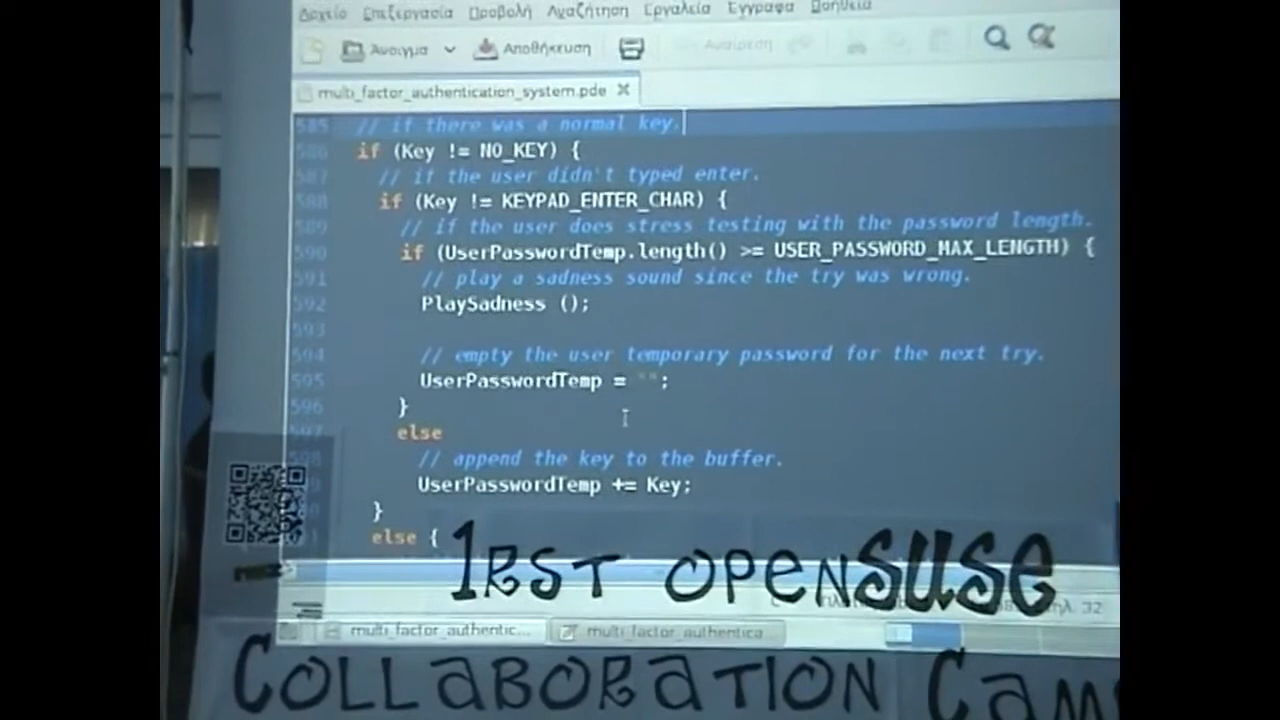 Αρχείο Επεξεργασία Προβολή Αναζήτηση Εργαλεία Έγγραφα Βοήθεια
Άνοιγμα Αποθήκευση Αναίρεση
multi_factor_authentication_system.pde
585 // if there was a normal key.
586 if (Key != NO_KEY) {
587 // if the user didn't typed enter.
588 if (Key != KEYPAD_ENTER_CHAR) {
589 // if the user does stress testing with the password length.
590 if (UserPasswordTemp.length() >= USER_PASSWORD_MAX_LENGTH) {
591 // play a sadness sound since the try was wrong.
592 PlaySadness ();
593
594 // empty the user temporary password for the next try.
595 UserPasswordTemp = "";
596 }
597 else
// append the key to the buffer.
UserPasswordTemp += Key;
}
else {
1RST OPENSUSE
32
multi_factor_authentic... multi_factor_authentica
COLLABORATION